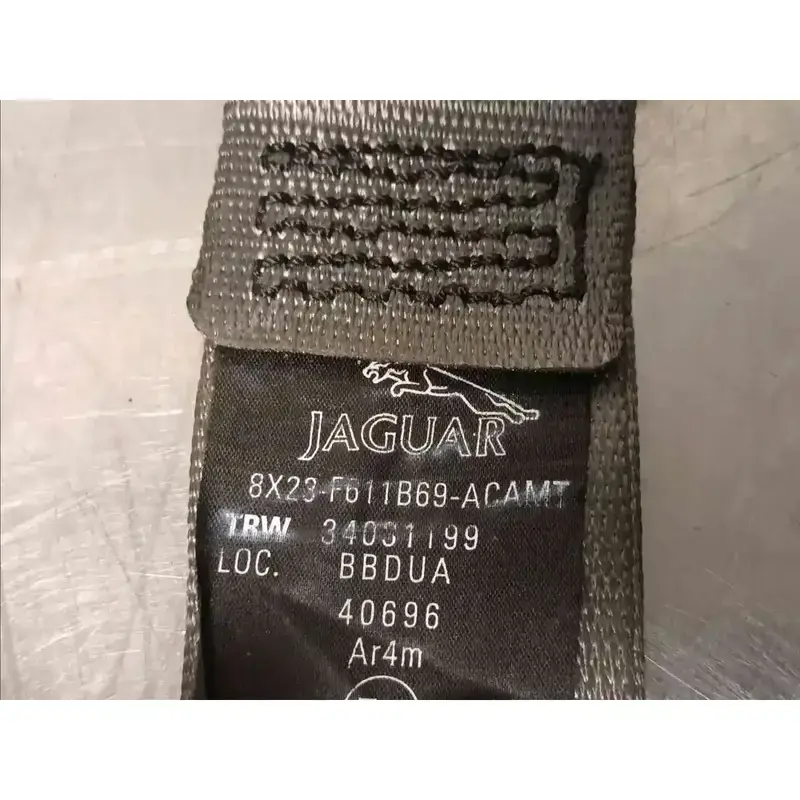 JAGUAR
8X23-F611B69-ACAMT
TRW 34031199
LOC. BBDUA
40696
Ar4m